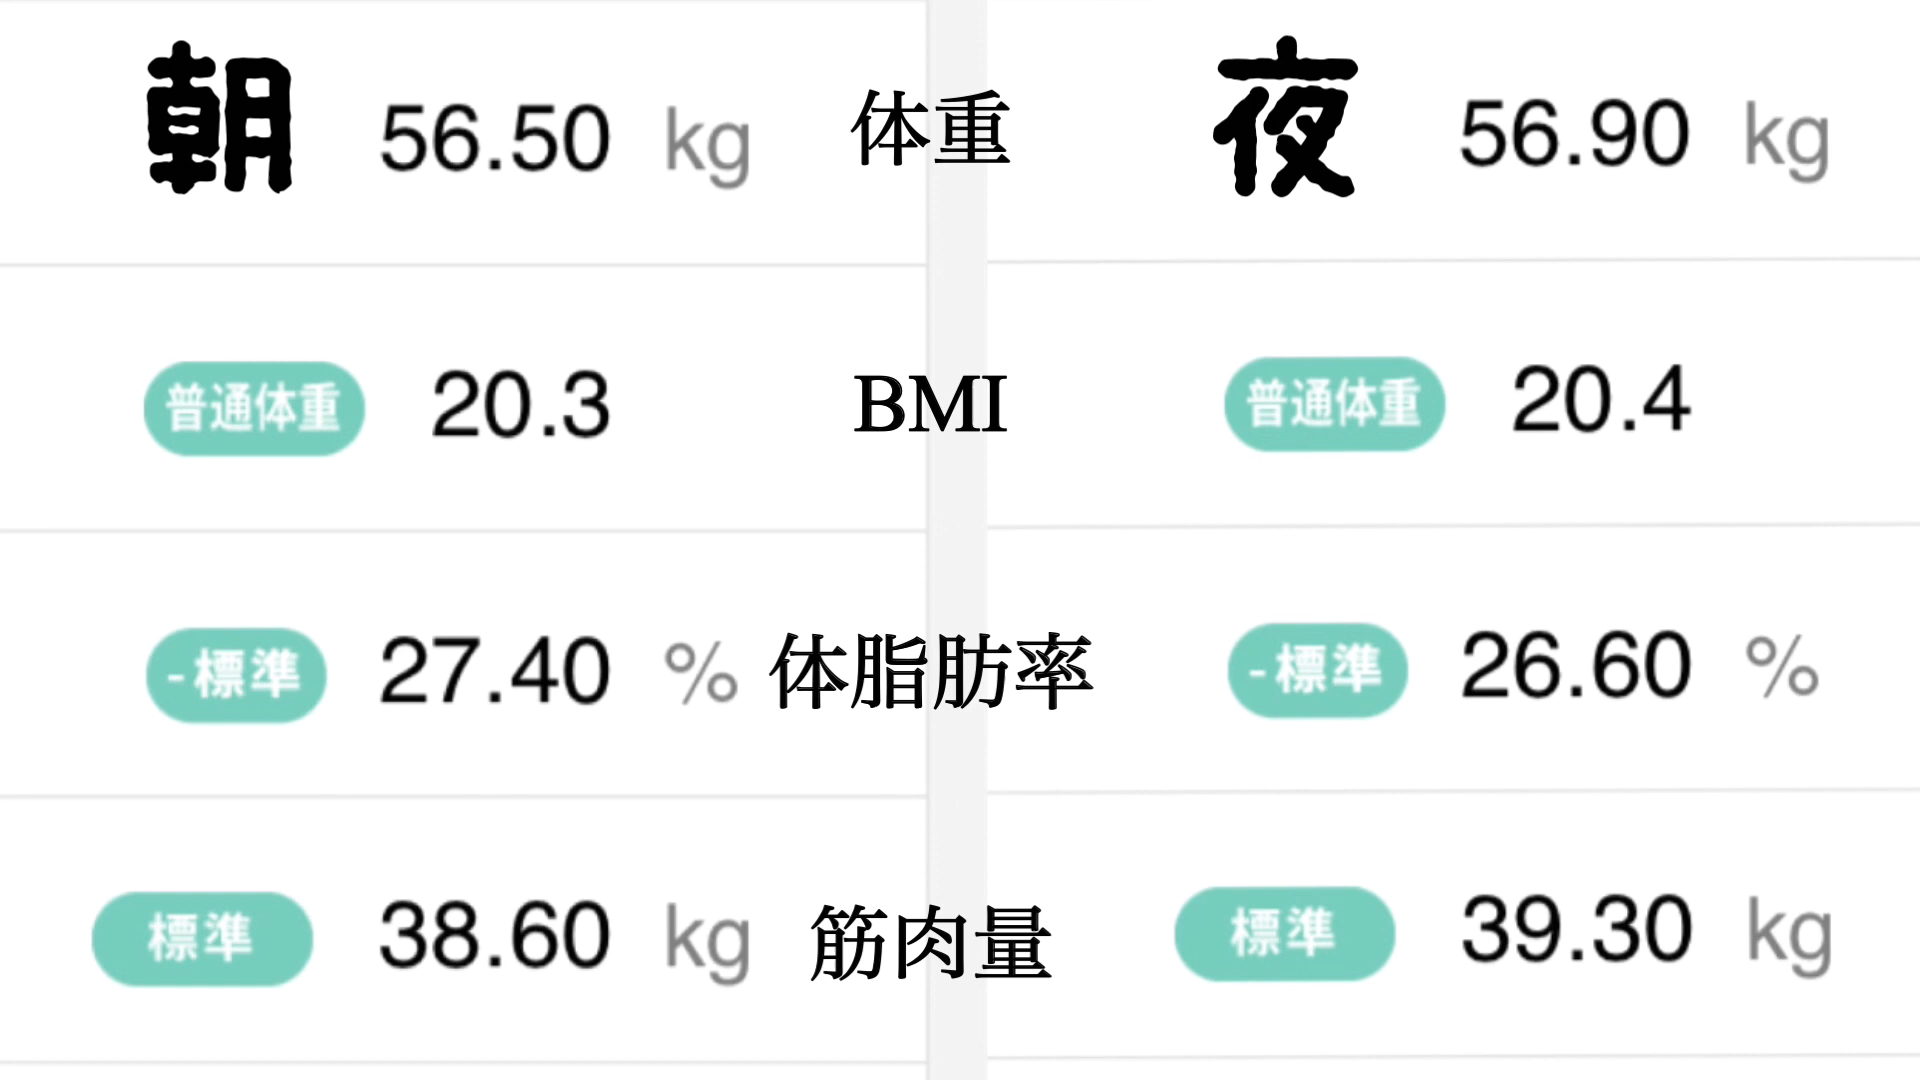 朝 56.50 kg 体重 夜 56.90 kg
普通体重 20.3 BMI 普通体重 20.4
-標準 27.40 % 体脂肪率 -標準 26.60 %
標準 38.60 kg 筋肉量 標準 39.30 kg